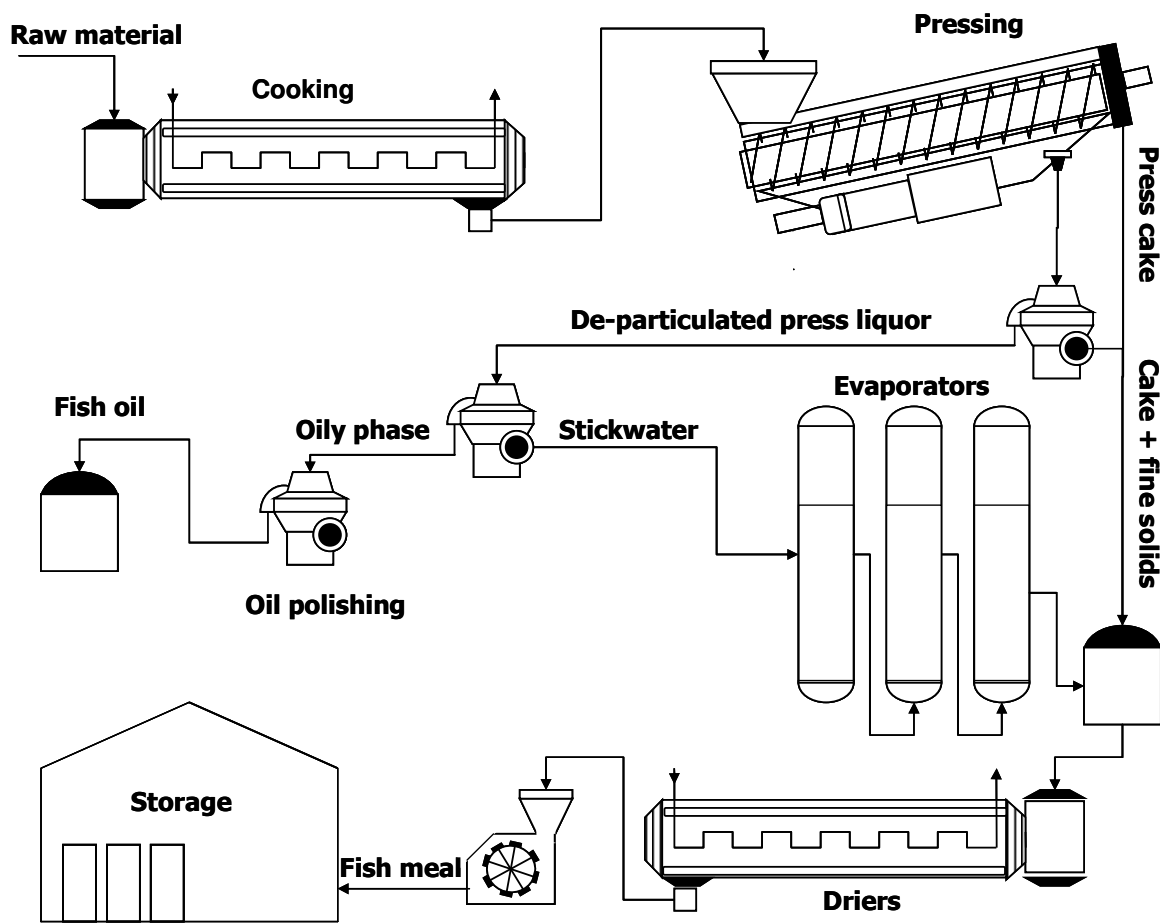 Raw material
Cooking
Pressing
Press cake
De-particulated press liquor
Evaporators
Cake + fine solids
Fish oil
Oily phase
Stickwater
Oil polishing
Storage
Fish meal
Driers